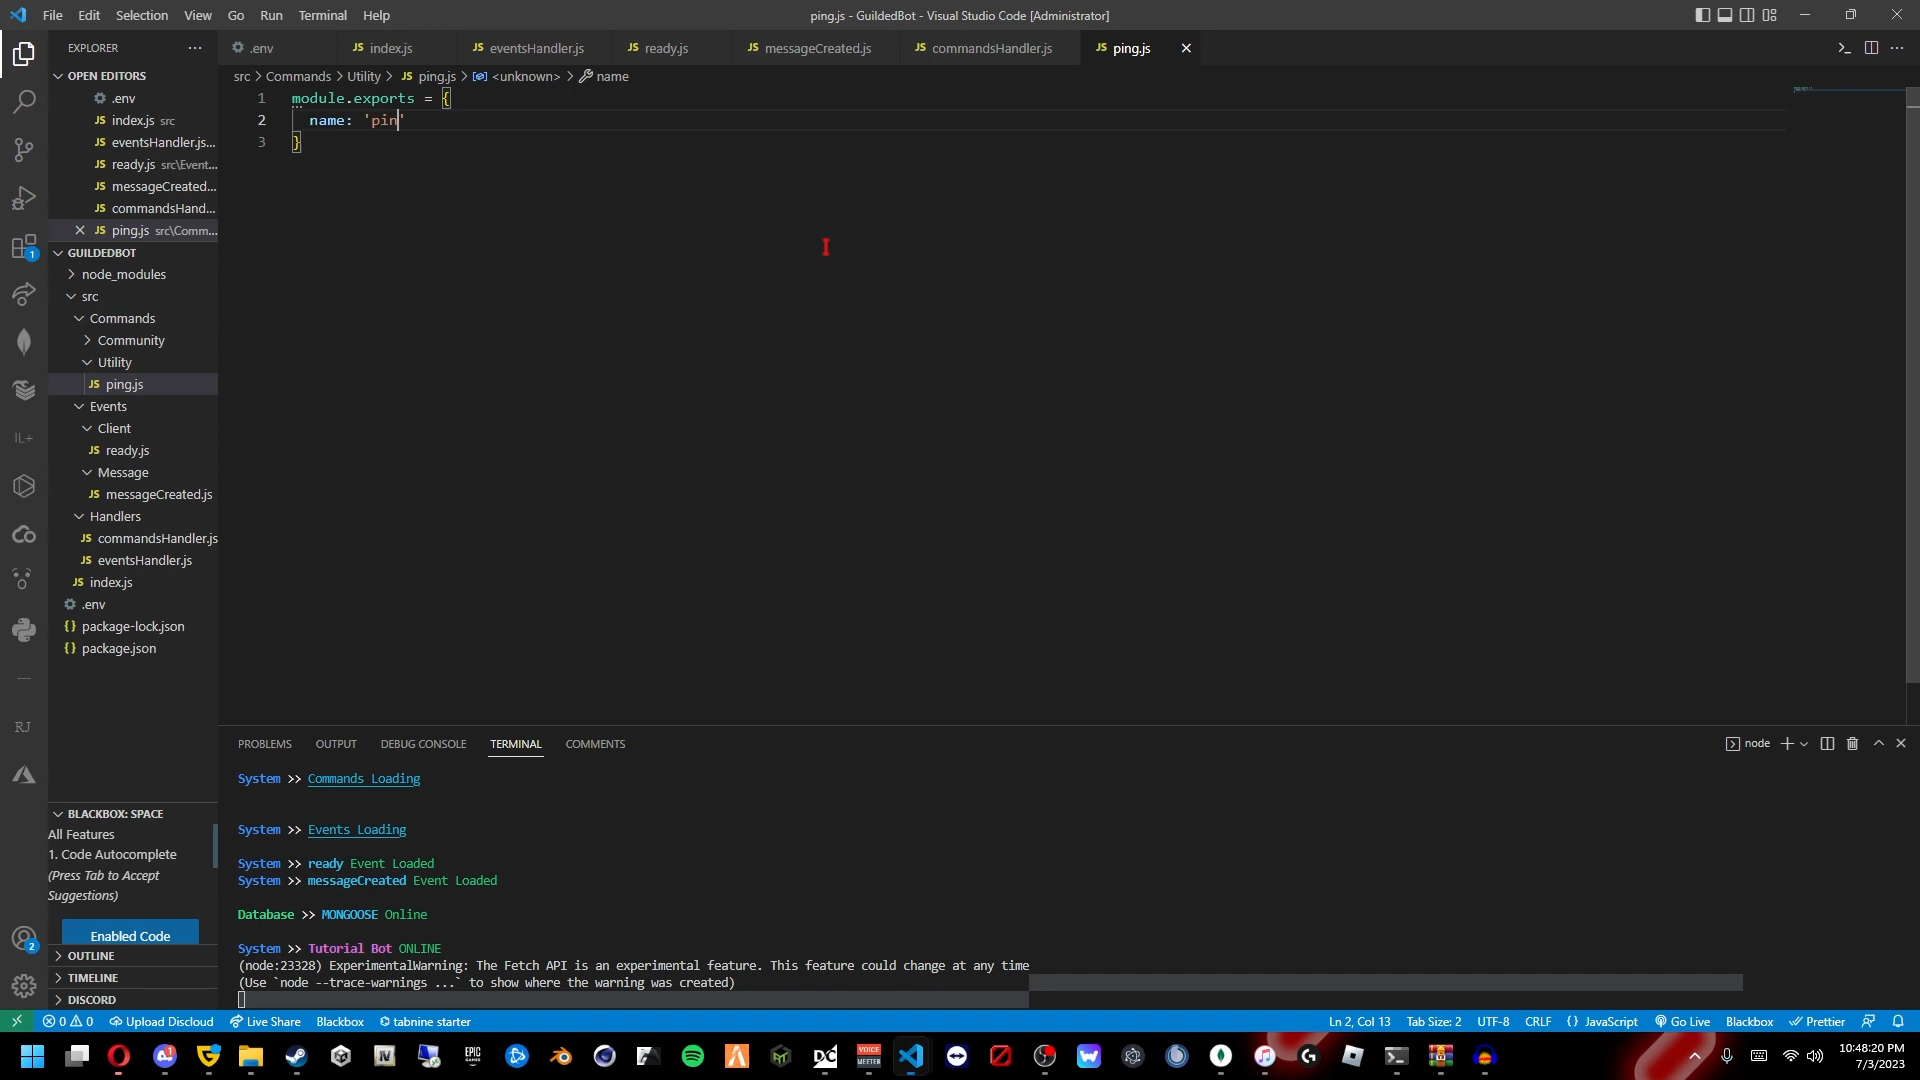 File Edit Selection View Go Run Terminal Help
ping.js - GuildedBot - Visual Studio Code [Administrator]
EXPLORER
.env
index.js
eventsHandler.js
ready.js
messageCreated.js
commandsHandler.js
ping.js
OPEN EDITORS
.env
index.js src
eventsHandler.js...
ready.js src\Event...
messageCreated...
commandsHand...
ping.js src\Comm...
GUILDEDBOT
node_modules
src
Commands
Community
Utility
ping.js
Events
Client
ready.js
Message
messageCreated.js
Handlers
commandsHandler.js
eventsHandler.js
index.js
.env
package-lock.json
package.json
BLACKBOX: SPACE
All Features
1. Code Autocomplete
(Press Tab to Accept
Suggestions)
Enabled Code
OUTLINE
TIMELINE
DISCORD
src > Commands > Utility > JS ping.js > <unknown> > name
1 module.exports = {
2 name: 'pin'
3 }
PROBLEMS OUTPUT DEBUG CONSOLE TERMINAL COMMENTS
node
System >> Commands Loading
System >> Events Loading
System >> ready Event Loaded
System >> messageCreated Event Loaded
Database >> MONGOOSE Online
System >> Tutorial Bot ONLINE
(node:23328) ExperimentalWarning: The Fetch API is an experimental feature. This feature could change at any time
(Use `node --trace-warnings ...` to show where the warning was created)
IL+
RJ
0 0 Upload Discloud Live Share Blackbox tabnine starter
Ln 2, Col 13 Tab Size: 2 UTF-8 CRLF {} JavaScript Go Live Blackbox Prettier
10:48:20 PM
7/3/2023